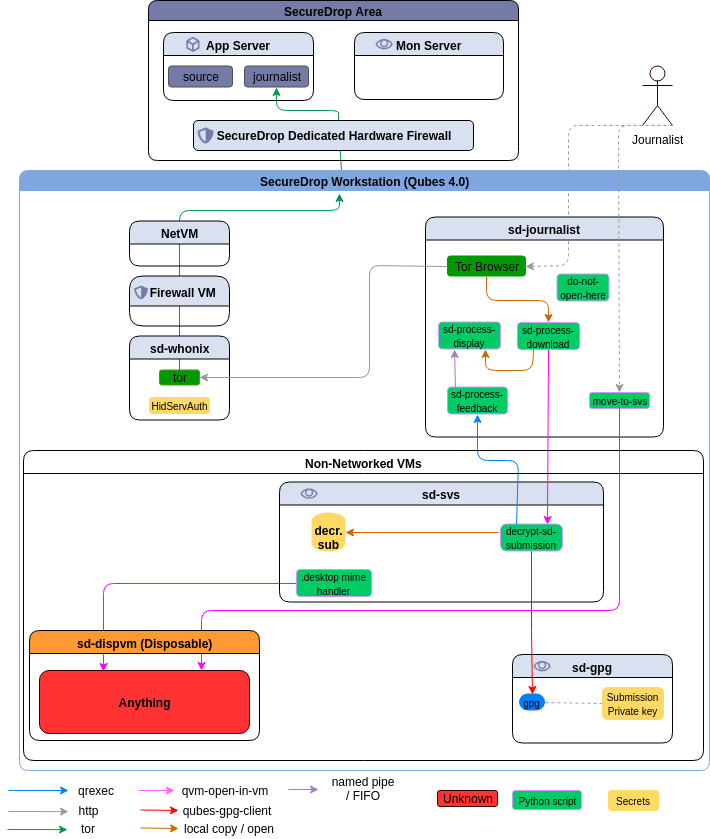 SecureDrop Area
App Server
Mon Server
source
journalist
SecureDrop Dedicated Hardware Firewall
Journalist
SecureDrop Workstation (Qubes 4.0)
NetVM
Firewall VM
sd-whonix
tor
HidServAuth
sd-journalist
Tor Browser
do-not-
open-here
sd-process-
display
sd-process-
download
sd-process-
feedback
move-to-svs
Non-Networked VMs
sd-svs
decr.
sub
decrypt-sd-
submission
.desktop mime
handler
sd-dispvm (Disposable)
Anything
sd-gpg
gpg
Submission
Private key
qrexec
qvm-open-in-vm
named pipe
/ FIFO
Unknown
Python script
Secrets
http
qubes-gpg-client
tor
local copy / open